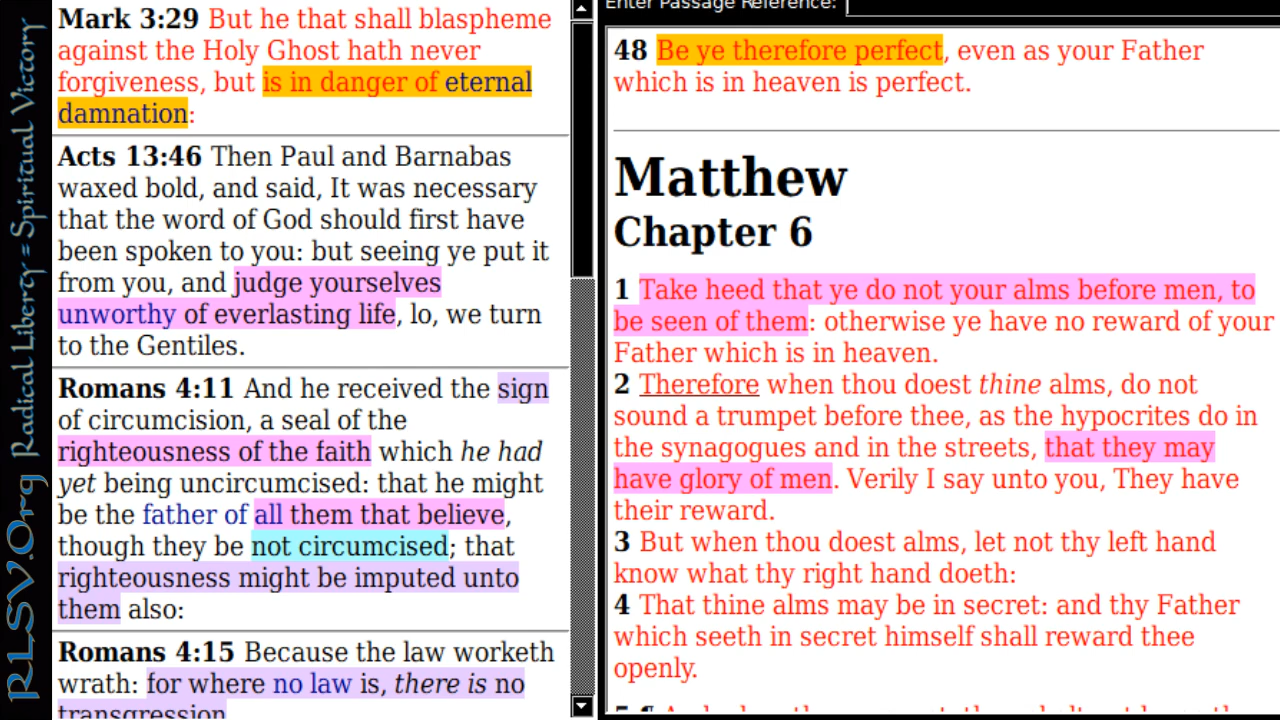 RLSV.Org Radical Liberty = Spiritual Victory
Mark 3:29 But he that shall blaspheme
against the Holy Ghost hath never
forgiveness, but is in danger of eternal
damnation:
Acts 13:46 Then Paul and Barnabas
waxed bold, and said, It was necessary
that the word of God should first have
been spoken to you: but seeing ye put it
from you, and judge yourselves
unworthy of everlasting life, lo, we turn
to the Gentiles.
Romans 4:11 And he received the sign
of circumcision, a seal of the
righteousness of the faith which he had
yet being uncircumcised: that he might
be the father of all them that believe,
though they be not circumcised; that
righteousness might be imputed unto
them also:
Romans 4:15 Because the law worketh
wrath: for where no law is, there is no
transgression
Enter Passage Reference:
48 Be ye therefore perfect, even as your Father
which is in heaven is perfect.
Matthew
Chapter 6
1 Take heed that ye do not your alms before men, to
be seen of them: otherwise ye have no reward of your
Father which is in heaven.
2 Therefore when thou doest thine alms, do not
sound a trumpet before thee, as the hypocrites do in
the synagogues and in the streets, that they may
have glory of men. Verily I say unto you, They have
their reward.
3 But when thou doest alms, let not thy left hand
know what thy right hand doeth:
4 That thine alms may be in secret: and thy Father
which seeth in secret himself shall reward thee
openly.